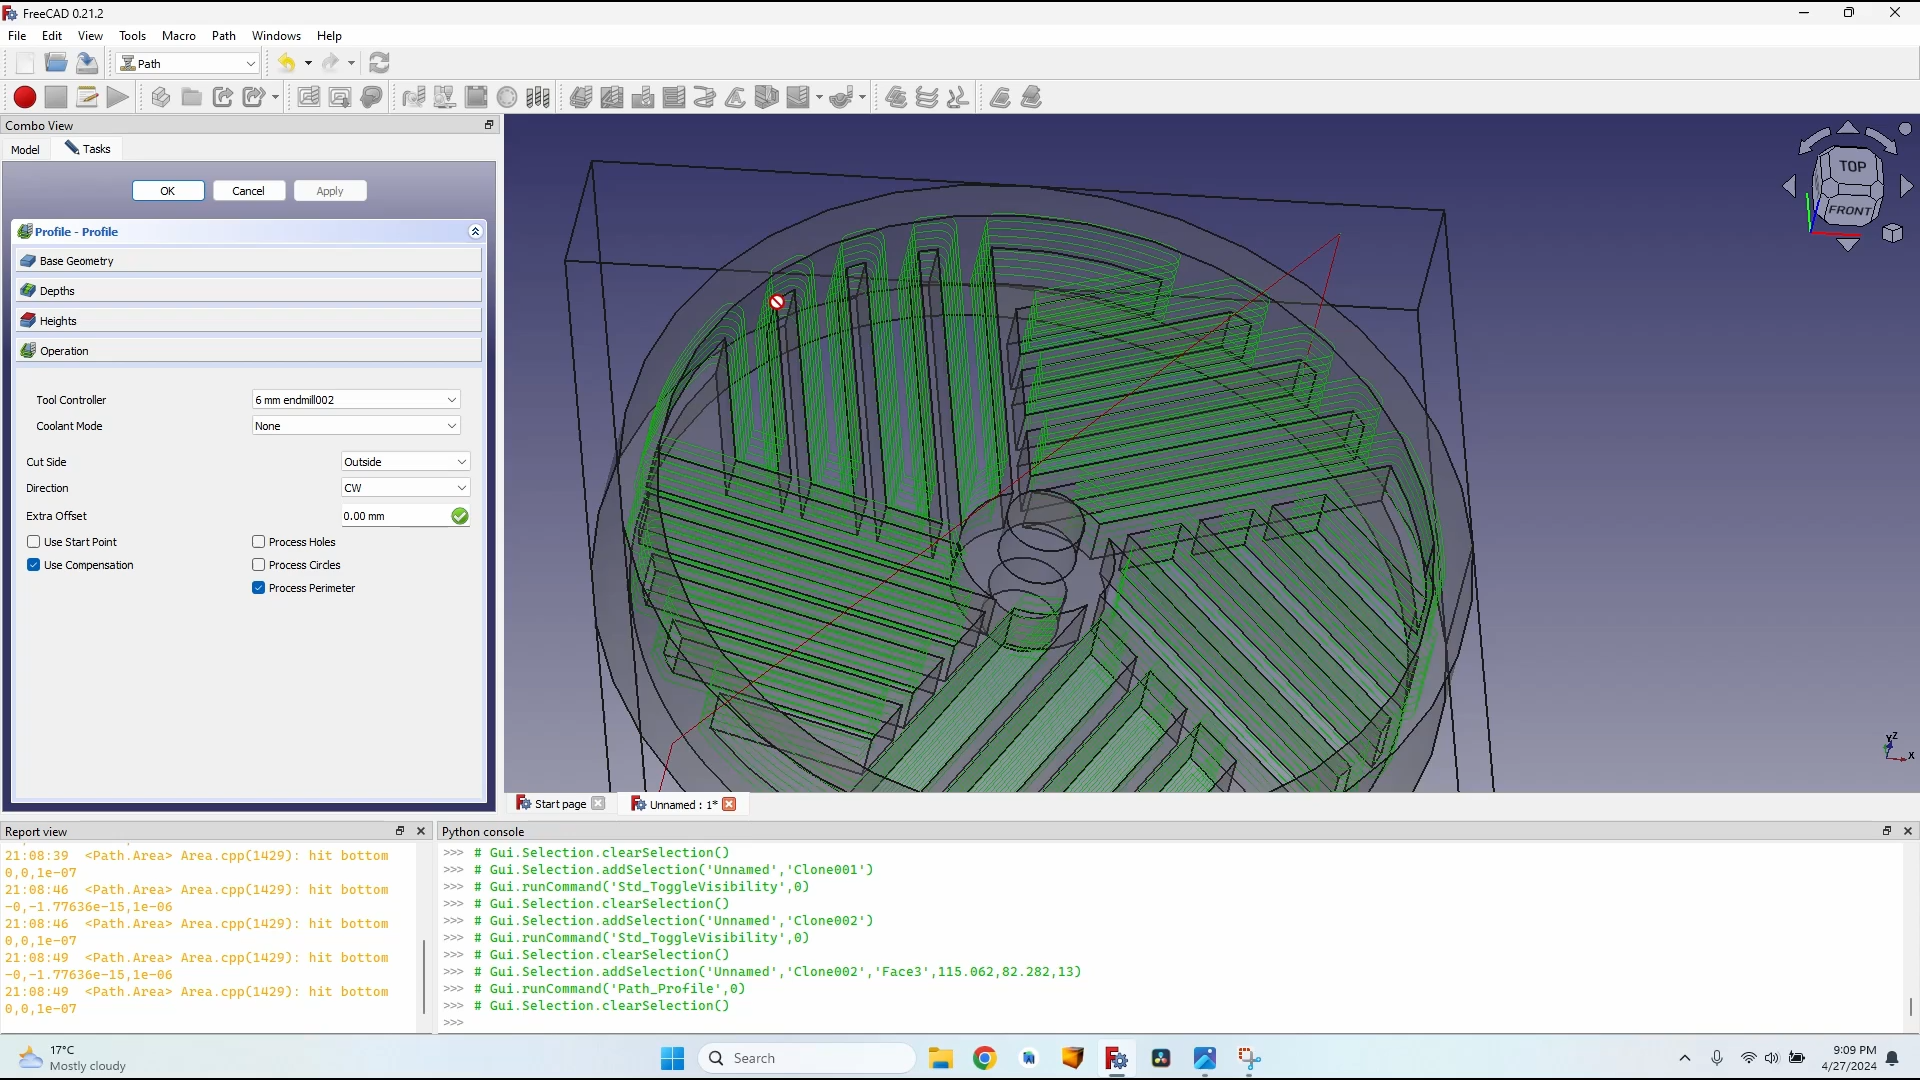 FreeCAD 0.21.2
File Edit View Tools Macro Path Windows Help
Path
Combo View
Model Tasks
OK Cancel Apply
Profile - Profile
Base Geometry
Depths
Heights
Operation
Tool Controller 6 mm endmill002
Coolant Mode None
Cut Side Outside
Direction CW
Extra Offset 0.00 mm
Use Start Point Process Holes
Use Compensation Process Circles
Process Perimeter
TOP
FRONT
Z
Y
X
Start page Unnamed : 1*
Report view
21:08:39 <Path.Area> Area.cpp(1429): hit bottom
0,0,1e-07
21:08:46 <Path.Area> Area.cpp(1429): hit bottom
-0,-1.77636e-15,1e-06
21:08:46 <Path.Area> Area.cpp(1429): hit bottom
0,0,1e-07
21:08:49 <Path.Area> Area.cpp(1429): hit bottom
-0,-1.77636e-15,1e-06
21:08:49 <Path.Area> Area.cpp(1429): hit bottom
0,0,1e-07
Python console
>>> # Gui.Selection.clearSelection()
>>> # Gui.Selection.addSelection('Unnamed','Clone001')
>>> # Gui.runCommand('Std_ToggleVisibility',0)
>>> # Gui.Selection.clearSelection()
>>> # Gui.Selection.addSelection('Unnamed','Clone002')
>>> # Gui.runCommand('Std_ToggleVisibility',0)
>>> # Gui.Selection.clearSelection()
>>> # Gui.Selection.addSelection('Unnamed','Clone002','Face3',115.062,82.282,13)
>>> # Gui.runCommand('Path_Profile',0)
>>> # Gui.Selection.clearSelection()
>>>
17°C
Mostly cloudy
Search
9:09 PM
4/27/2024